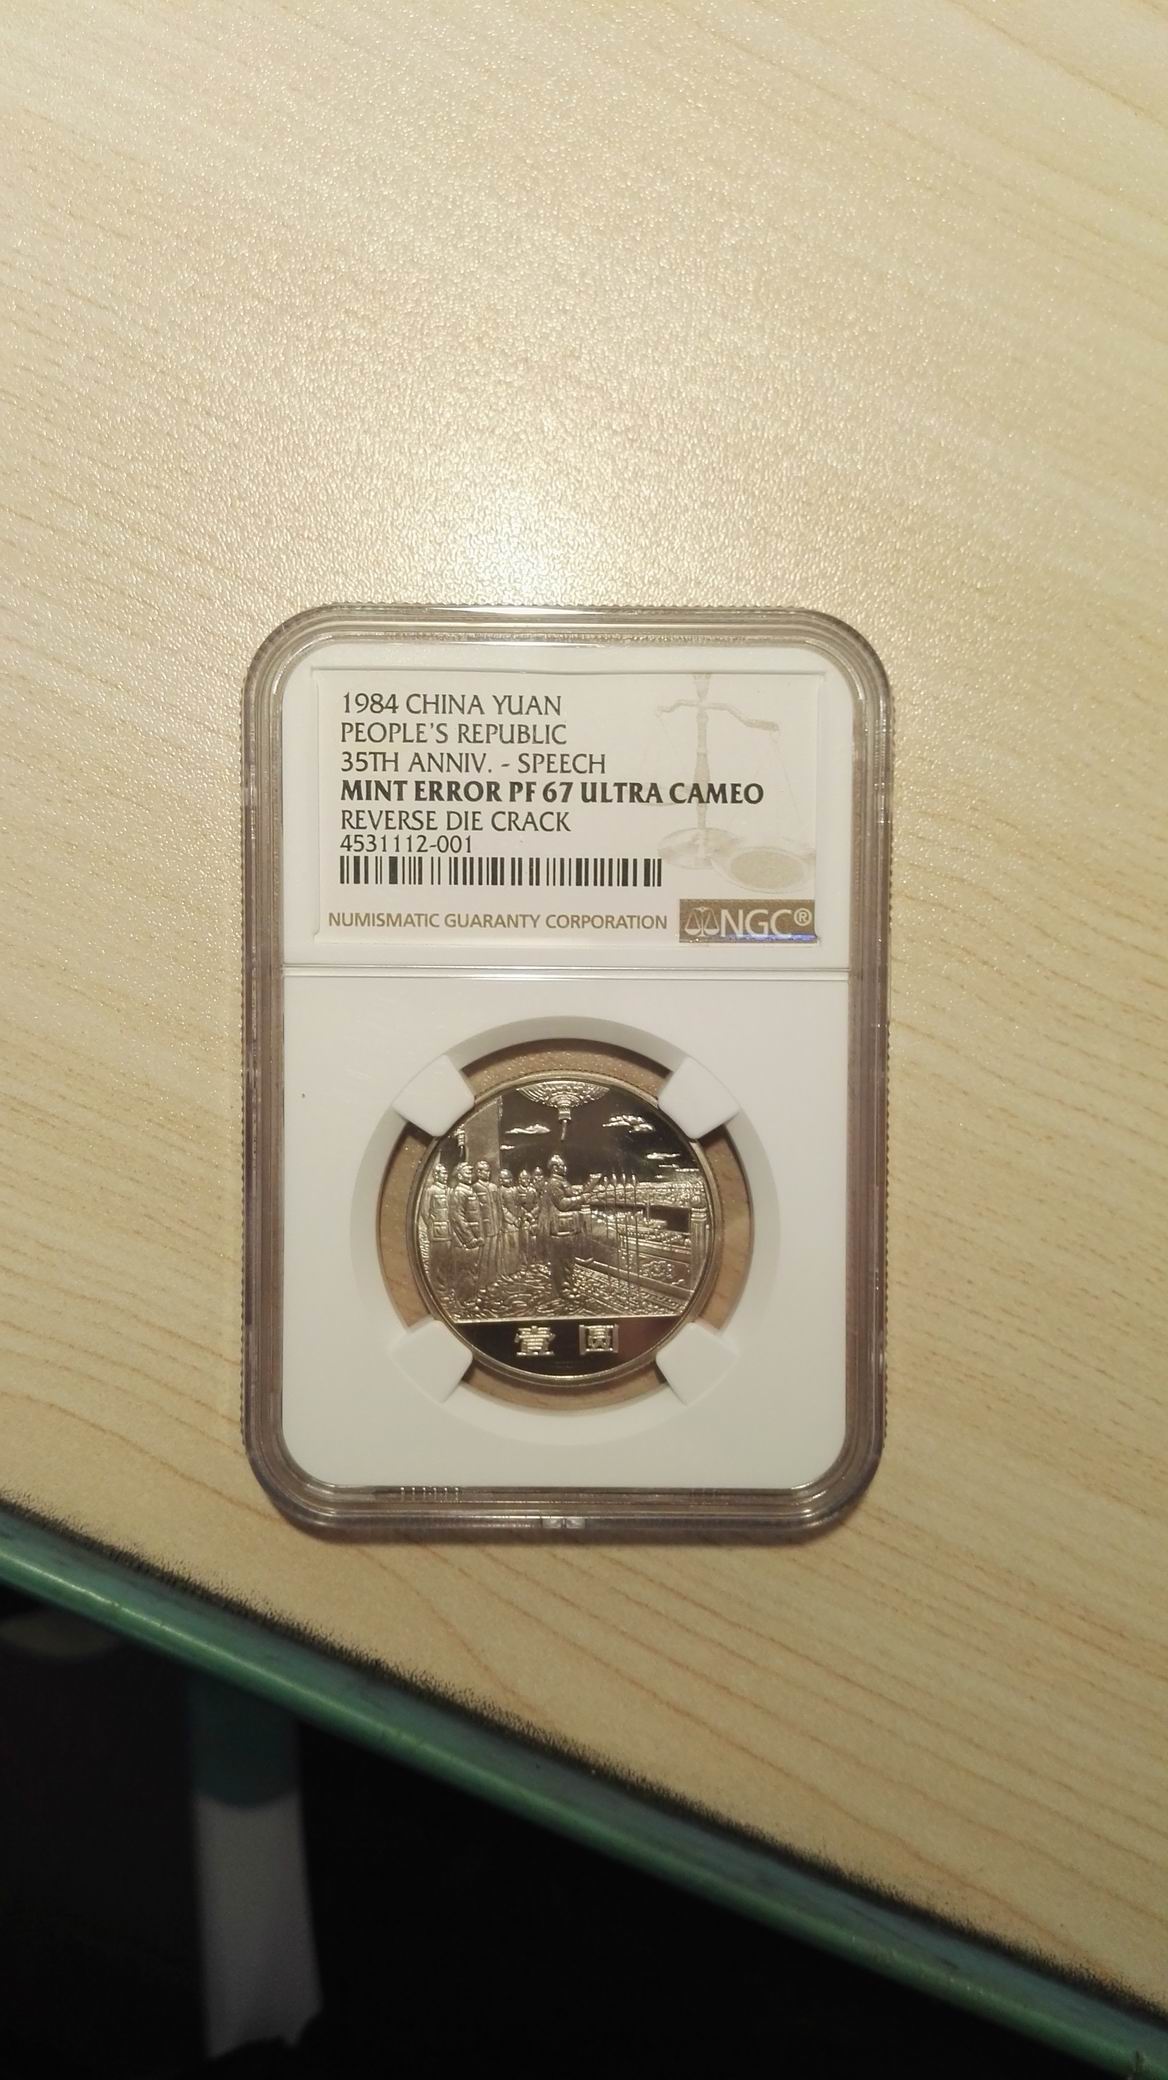 1984 CHINA YUAN
PEOPLE'S REPUBLIC
35TH ANNIV. - SPEECH
MINT ERROR PF 67 ULTRA CAMEO
REVERSE DIE CRACK
4531112-001
NUMISMATIC GUARANTY CORPORATION NGC®
壹 圆